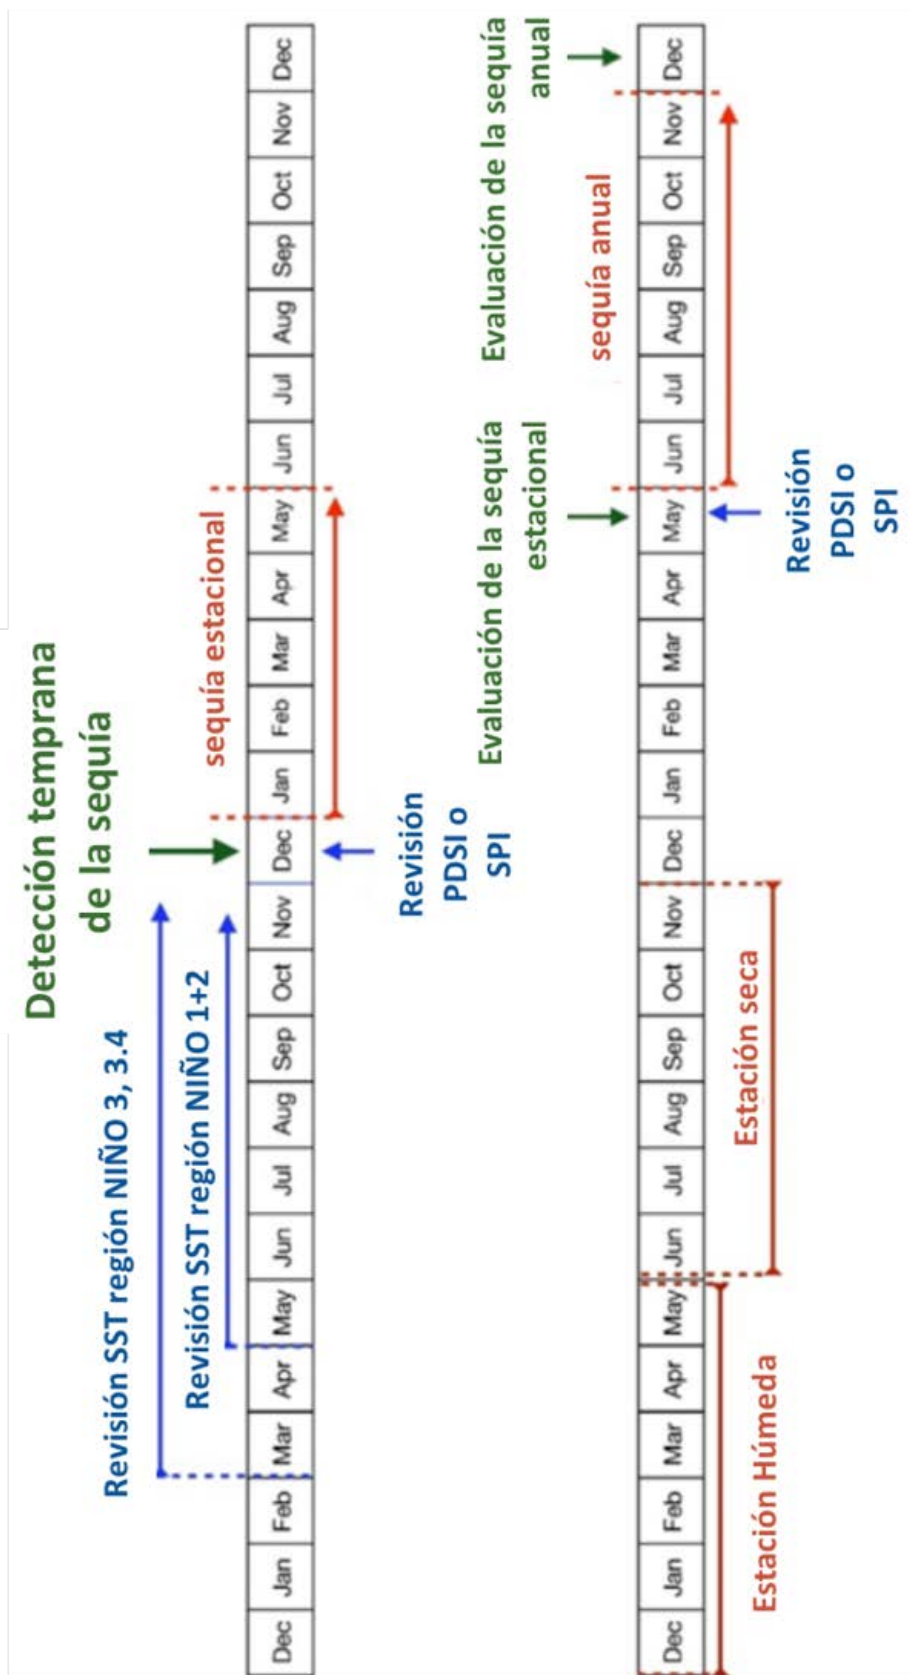 Detección temprana
de la sequía
Revisión SST región NIÑO 3, 3.4
Revisión SST región NIÑO 1+2
sequía estacional
Dec Jan Feb Mar Apr May Jun Jul Aug Sep Oct Nov Dec Jan Feb Mar Apr May Jun Jul Aug Sep Oct Nov Dec
Revisión
PDSI o
SPI
Evaluación de la sequía
estacional
Evaluación de la sequía
anual
sequía anual
Dec Jan Feb Mar Apr May Jun Jul Aug Sep Oct Nov Dec Jan Feb Mar Apr May Jun Jul Aug Sep Oct Nov Dec
Estación Húmeda
Estación seca
Revisión
PDSI o
SPI